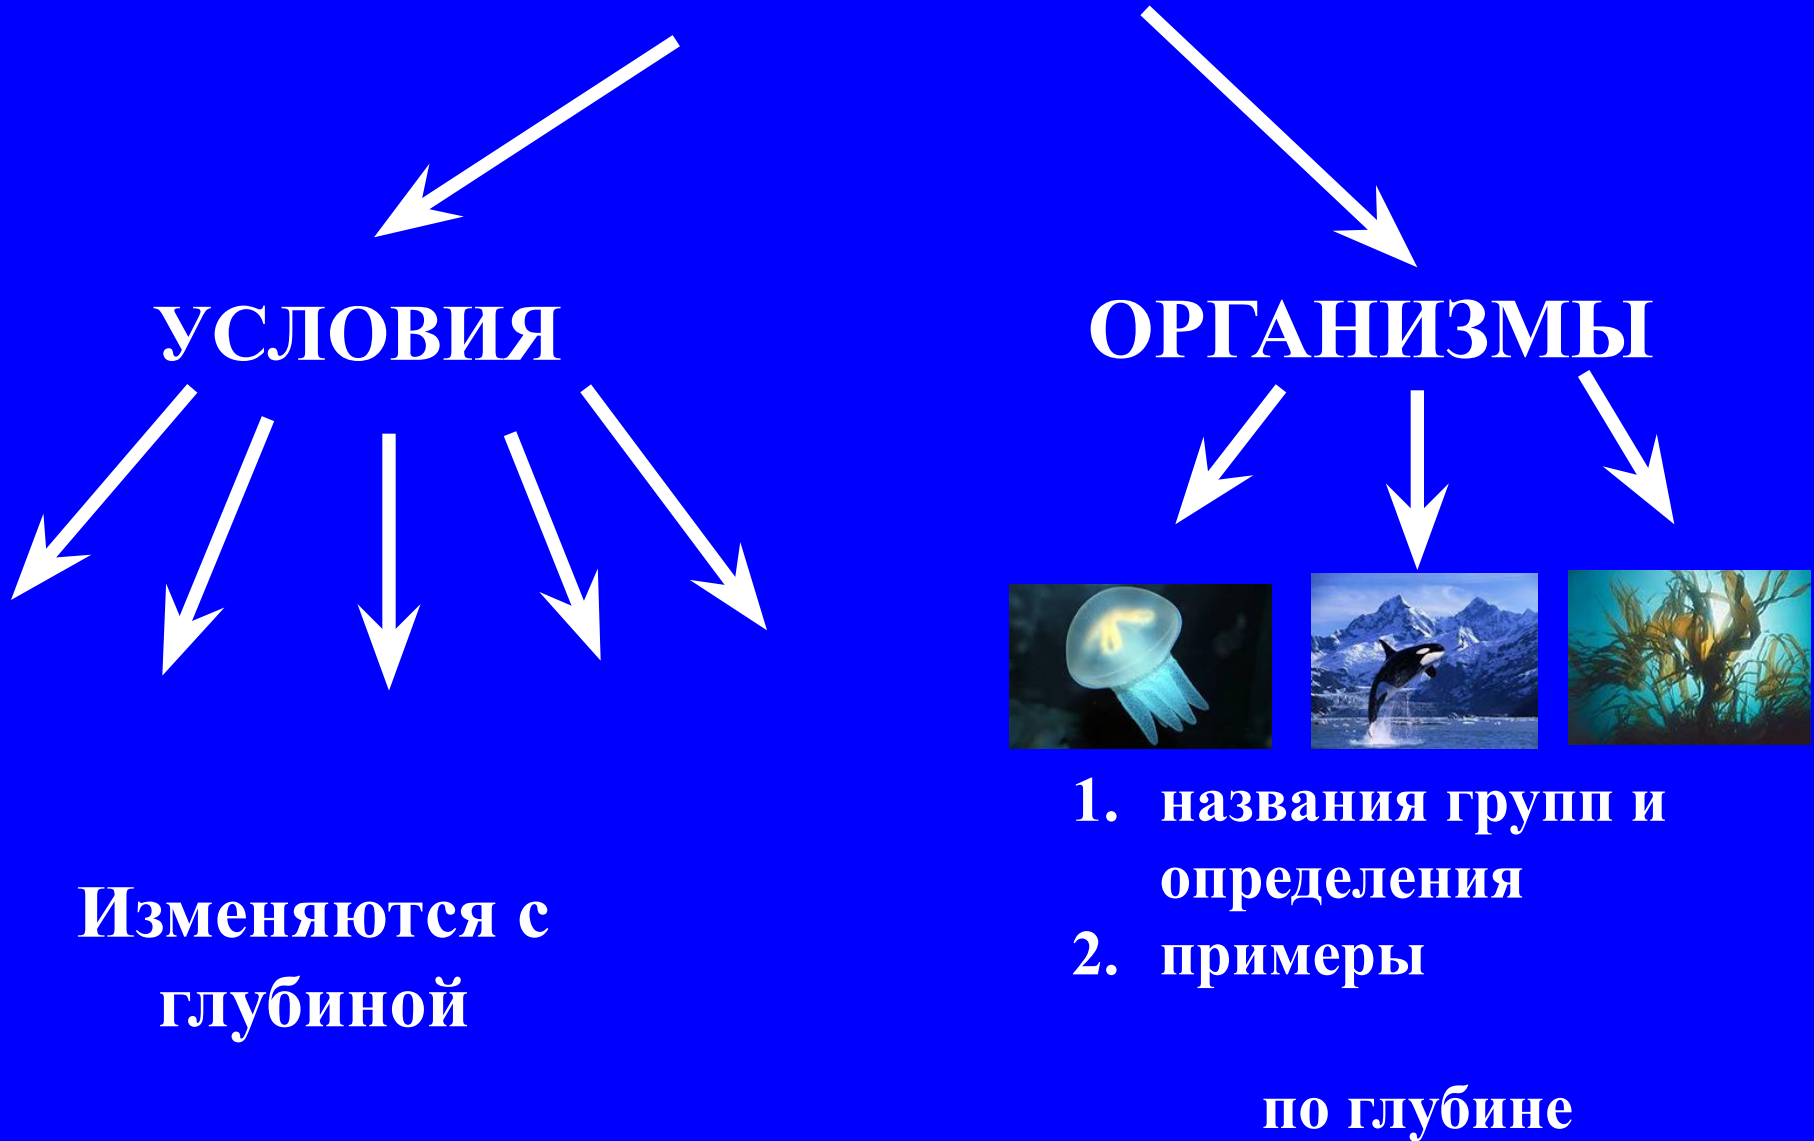 УСЛОВИЯ
ОРГАНИЗМЫ
Изменяются с
глубиной
1. названия групп и
определения
2. примеры
по глубине